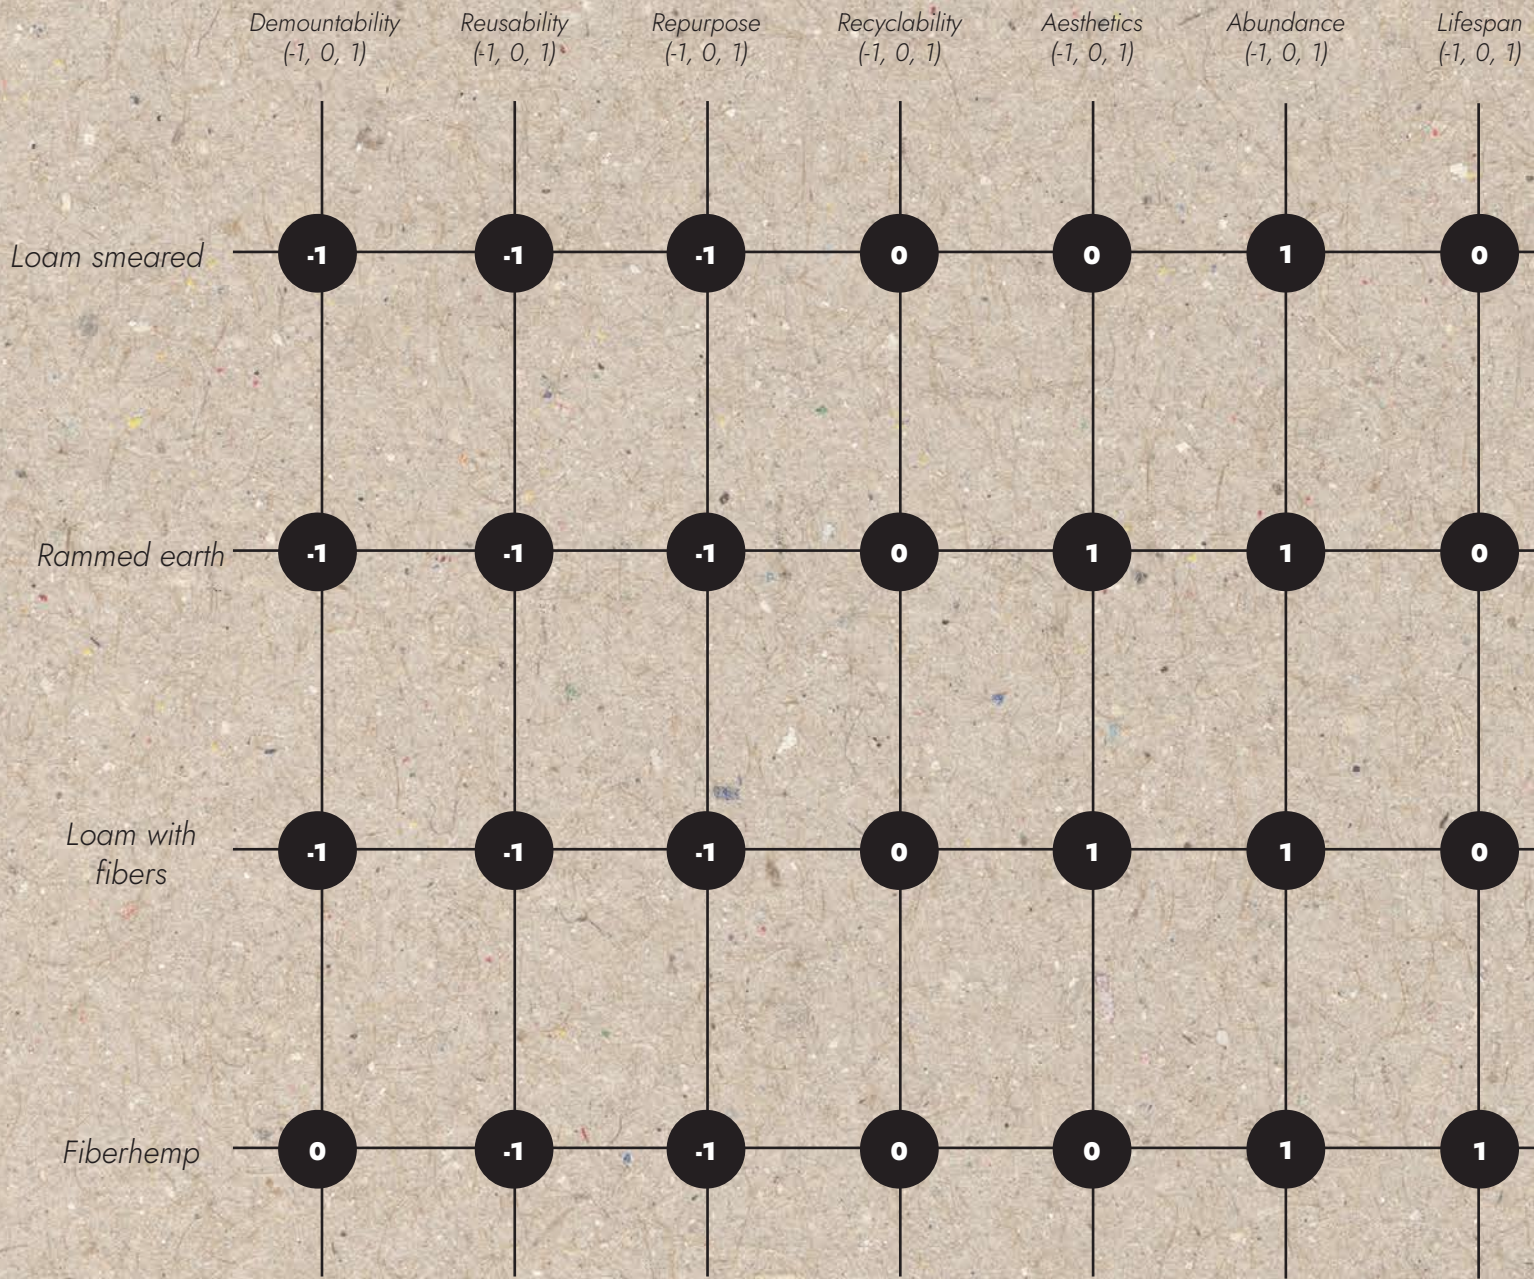 Demountability Reusability Repurpose Recyclability Aesthetics Abundance Lifespan
(-1, 0, 1) (-1, 0, 1) (-1, 0, 1) (-1, 0, 1) (-1, 0, 1) (-1, 0, 1) (-1, 0, 1)
Loam smeared -1 -1 -1 0 0 1 0
Rammed earth -1 -1 -1 0 1 1 0
Loam with
fibers -1 -1 -1 0 1 1 0
Fiberhemp 0 -1 -1 0 0 1 1